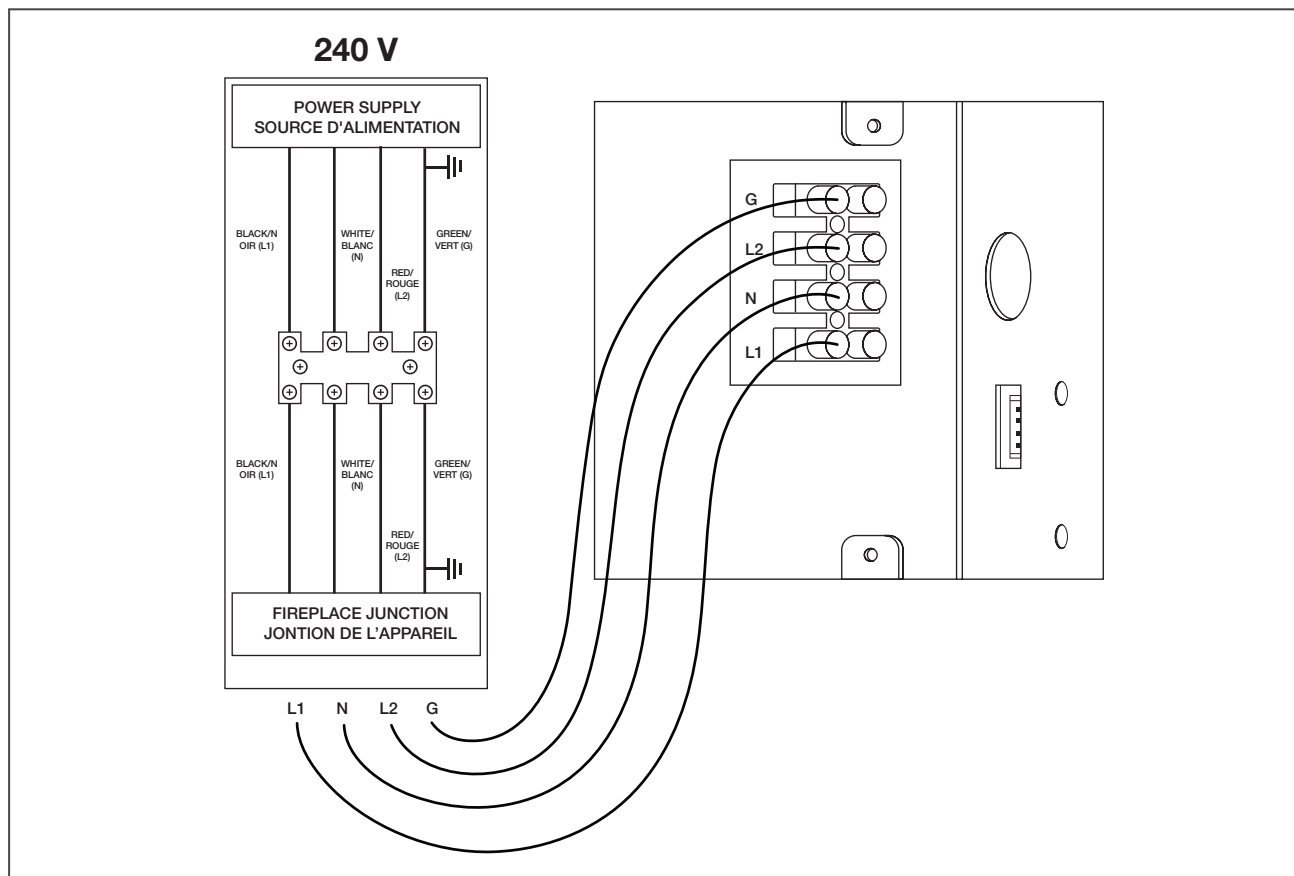 240 V
POWER SUPPLY
SOURCE D'ALIMENTATION
BLACK/N
OIR (L1)
WHITE/
BLANC
(N)
RED/
ROUGE
(L2)
GREEN/
VERT (G)
BLACK/N
OIR (L1)
WHITE/
BLANC
(N)
RED/
ROUGE
(L2)
GREEN/
VERT (G)
FIREPLACE JUNCTION
JONTION DE L’APPAREIL
L1 N L2 G
G
L2
N
L1